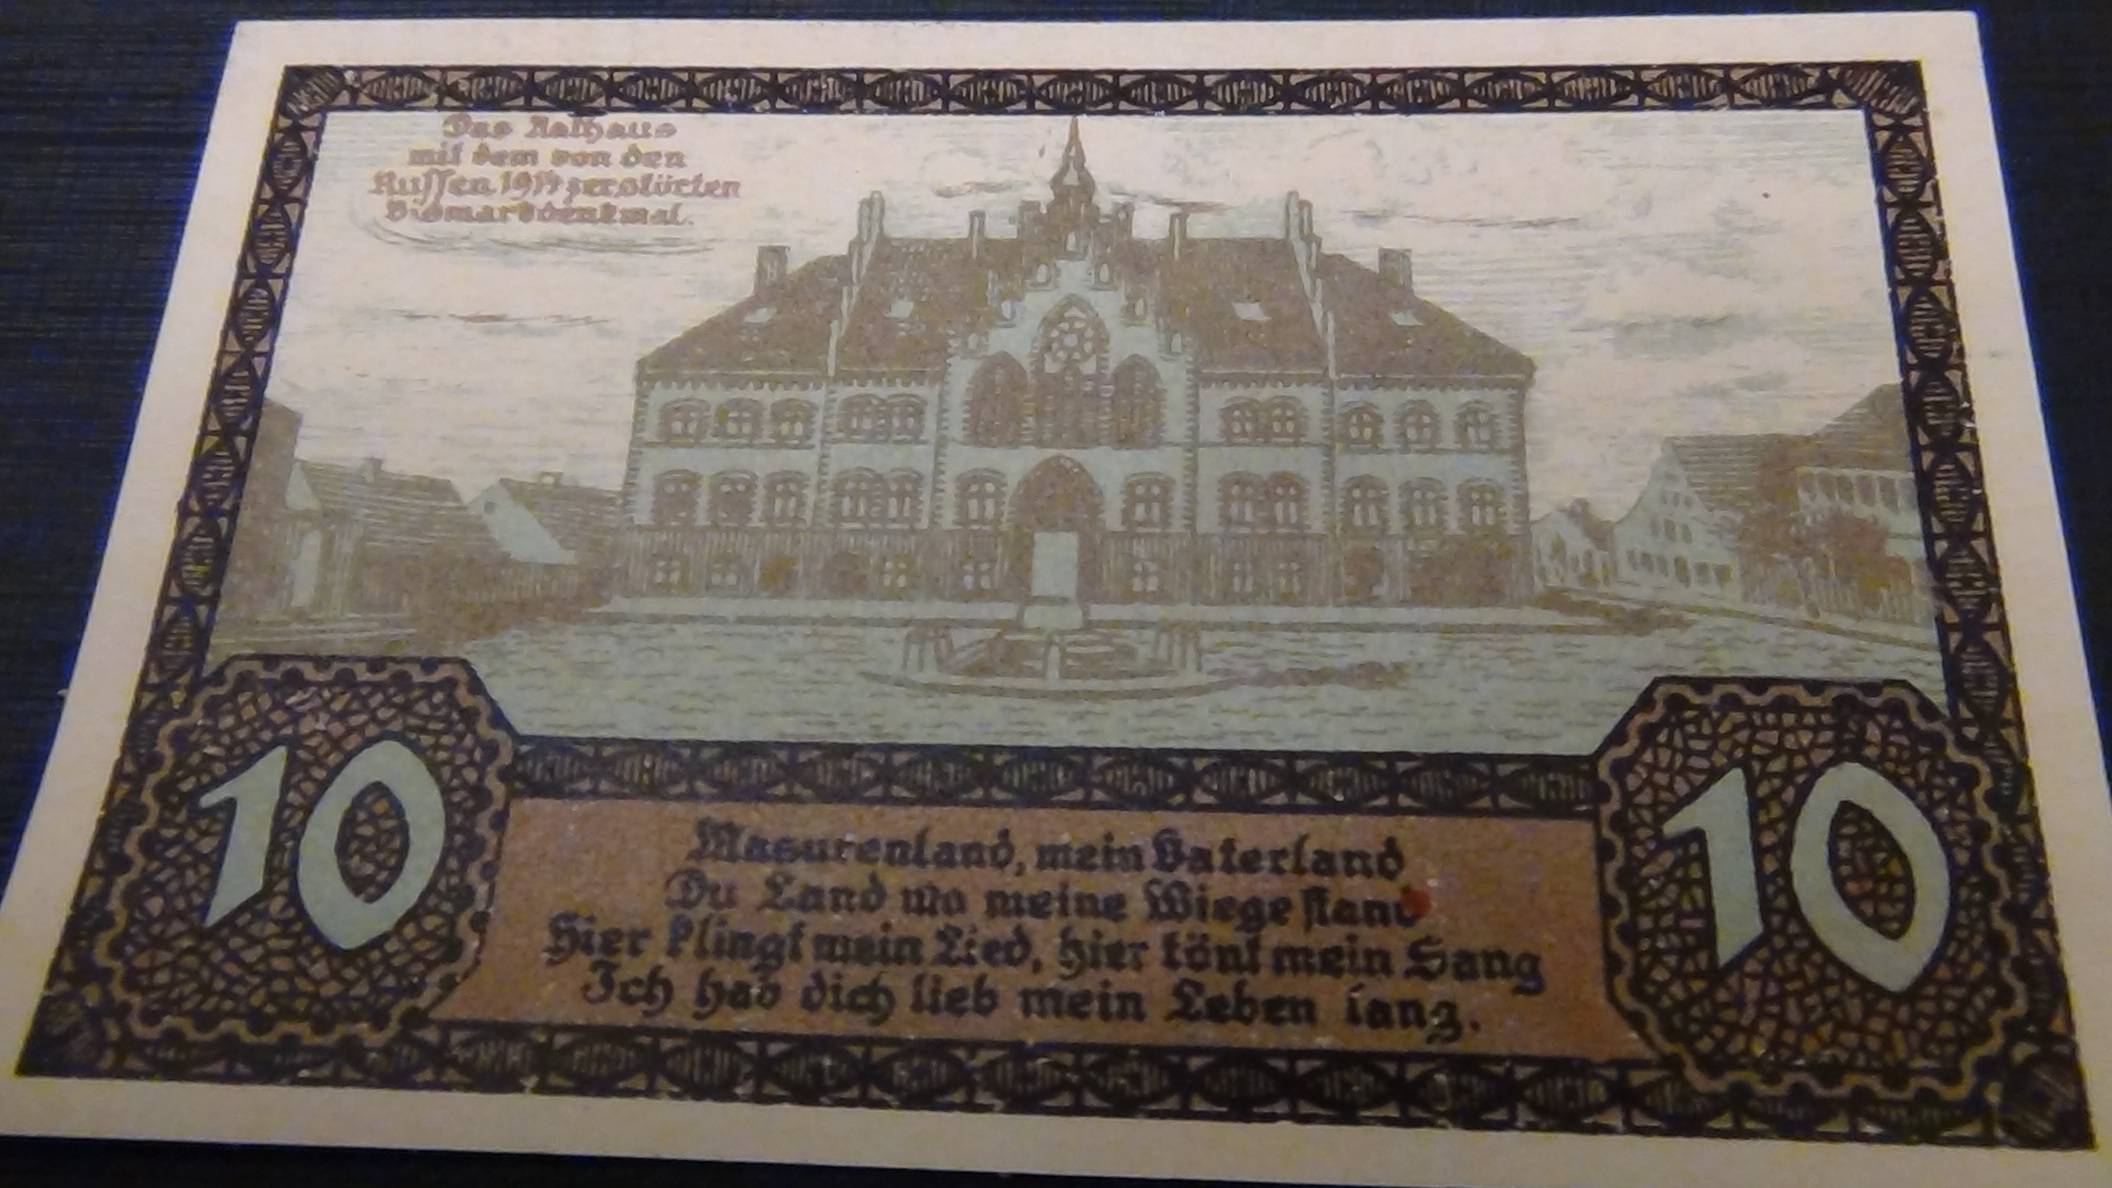 Das Rathaus
mit dem von den
Russen 1914 zerstörten
Bismarckdenkmal.
10
10
Masurenland, mein Vaterland
Du Land wo meine Wiege stand
Hier klingt mein Lied, hier tönt mein Sang
Ich hab dich lieb mein Leben lang.